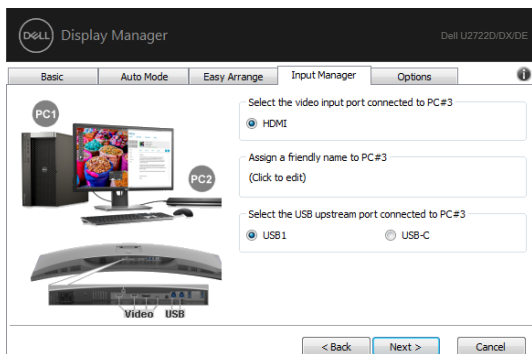 DELL Display Manager
Dell U2722D/DX/DE
Basic Auto Mode Easy Arrange Input Manager Options
PC1
PC2
Video USB
Select the video input port connected to PC#3
HDMI
Assign a friendly name to PC#3
(Click to edit)
Select the USB upstream port connected to PC#3
USB1 USB-C
< Back Next > Cancel